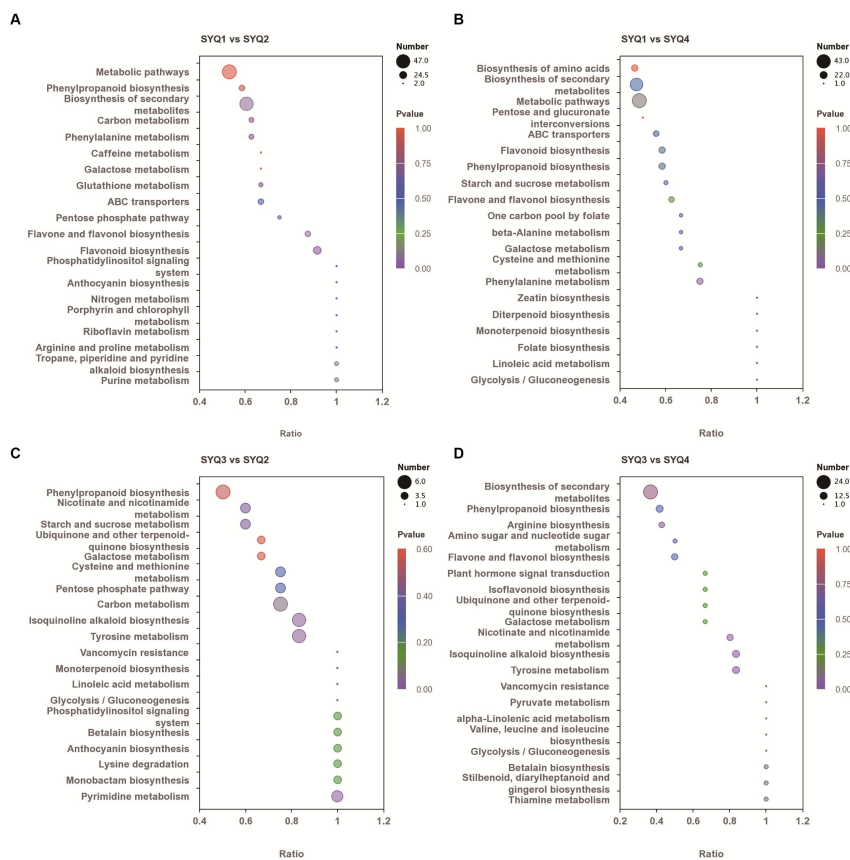 A
SYQ1 vs SYQ2
Metabolic pathways
Phenylpropanoid biosynthesis
Biosynthesis of secondary
metabolites
Carbon metabolism
Phenylalanine metabolism
Caffeine metabolism
Galactose metabolism
Glutathione metabolism
ABC transporters
Pentose phosphate pathway
Flavone and flavonol biosynthesis
Flavonoid biosynthesis
Phosphatidylinositol signaling
system
Anthocyanin biosynthesis
Nitrogen metabolism
Porphyrin and chlorophyll
metabolism
Riboflavin metabolism
Arginine and proline metabolism
Tropane, piperidine and pyridine
alkaloid biosynthesis
Purine metabolism
0.4 0.6 0.8 1 1.2
Ratio
Number
47.0
24.5
2.0
Pvalue
1.00
0.75
0.50
0.25
0.00
B
SYQ1 vs SYQ4
Biosynthesis of amino acids
Biosynthesis of secondary
metabolites
Metabolic pathways
Pentose and glucuronate
interconversions
ABC transporters
Flavonoid biosynthesis
Phenylpropanoid biosynthesis
Starch and sucrose metabolism
Flavone and flavonol biosynthesis
One carbon pool by folate
beta-Alanine metabolism
Galactose metabolism
Cysteine and methionine
metabolism
Phenylalanine metabolism
Zeatin biosynthesis
Diterpenoid biosynthesis
Monoterpenoid biosynthesis
Folate biosynthesis
Linoleic acid metabolism
Glycolysis / Gluconeogenesis
0.4 0.6 0.8 1 1.2
Ratio
Number
43.0
22.0
1.0
Pvalue
1.00
0.75
0.50
0.25
0.00
C
SYQ3 vs SYQ2
Phenylpropanoid biosynthesis
Nicotinate and nicotinamide
metabolism
Starch and sucrose metabolism
Ubiquinone and other terpenoid-
quinone biosynthesis
Galactose metabolism
Cysteine and methionine
metabolism
Pentose phosphate pathway
Carbon metabolism
Isoquinoline alkaloid biosynthesis
Tyrosine metabolism
Vancomycin resistance
Monoterpenoid biosynthesis
Linoleic acid metabolism
Glycolysis / Gluconeogenesis
Phosphatidylinositol signaling
system
Betalain biosynthesis
Anthocyanin biosynthesis
Lysine degradation
Monobactam biosynthesis
Pyrimidine metabolism
0.4 0.6 0.8 1.0 1.2
Ratio
Number
6.0
3.5
1.0
Pvalue
0.60
0.40
0.20
0.00
D
SYQ3 vs SYQ4
Biosynthesis of secondary
metabolites
Phenylpropanoid biosynthesis
Arginine biosynthesis
Amino sugar and nucleotide sugar
metabolism
Flavone and flavonol biosynthesis
Plant hormone signal transduction
Isoflavonoid biosynthesis
Ubiquinone and other terpenoid-
quinone biosynthesis
Galactose metabolism
Nicotinate and nicotinamide
metabolism
Isoquinoline alkaloid biosynthesis
Tyrosine metabolism
Vancomycin resistance
Pyruvate metabolism
alpha-Linolenic acid metabolism
Valine, leucine and isoleucine
biosynthesis
Glycolysis / Gluconeogenesis
Betalain biosynthesis
Stilbenoid, diarylheptanoid and
gingerol biosynthesis
Thiamine metabolism
0.2 0.4 0.6 0.8 1 1.2
Ratio
Number
24.0
12.5
1.0
Pvalue
1.00
0.75
0.50
0.25
0.00